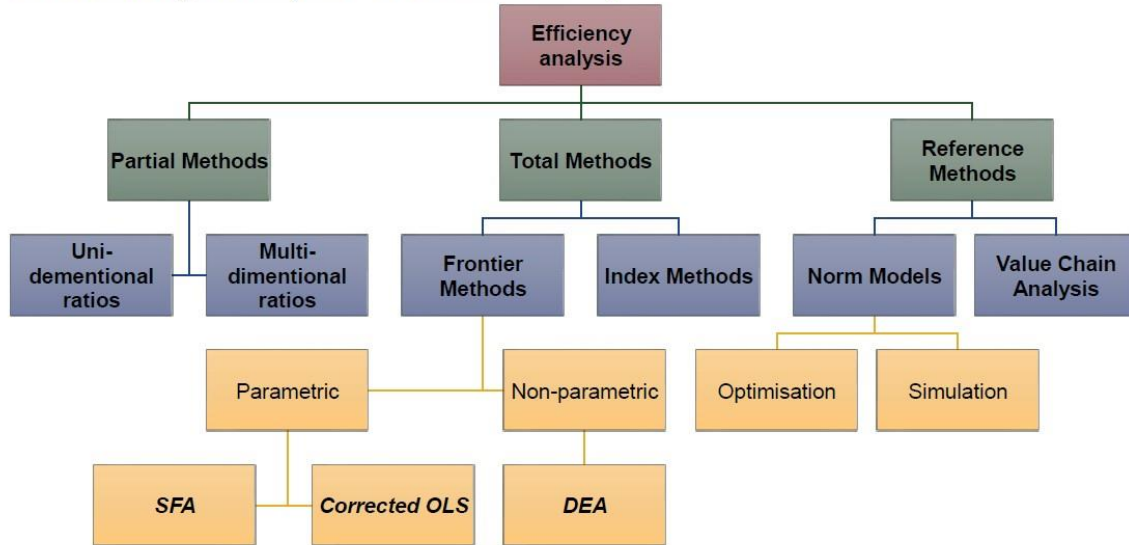 Efficiency
analysis
Partial Methods
Total Methods
Reference
Methods
Uni-
dementional
ratios
Multi-
dimentional
ratios
Frontier
Methods
Index Methods
Norm Models
Value Chain
Analysis
Parametric
Non-parametric
Optimisation
Simulation
SFA
Corrected OLS
DEA